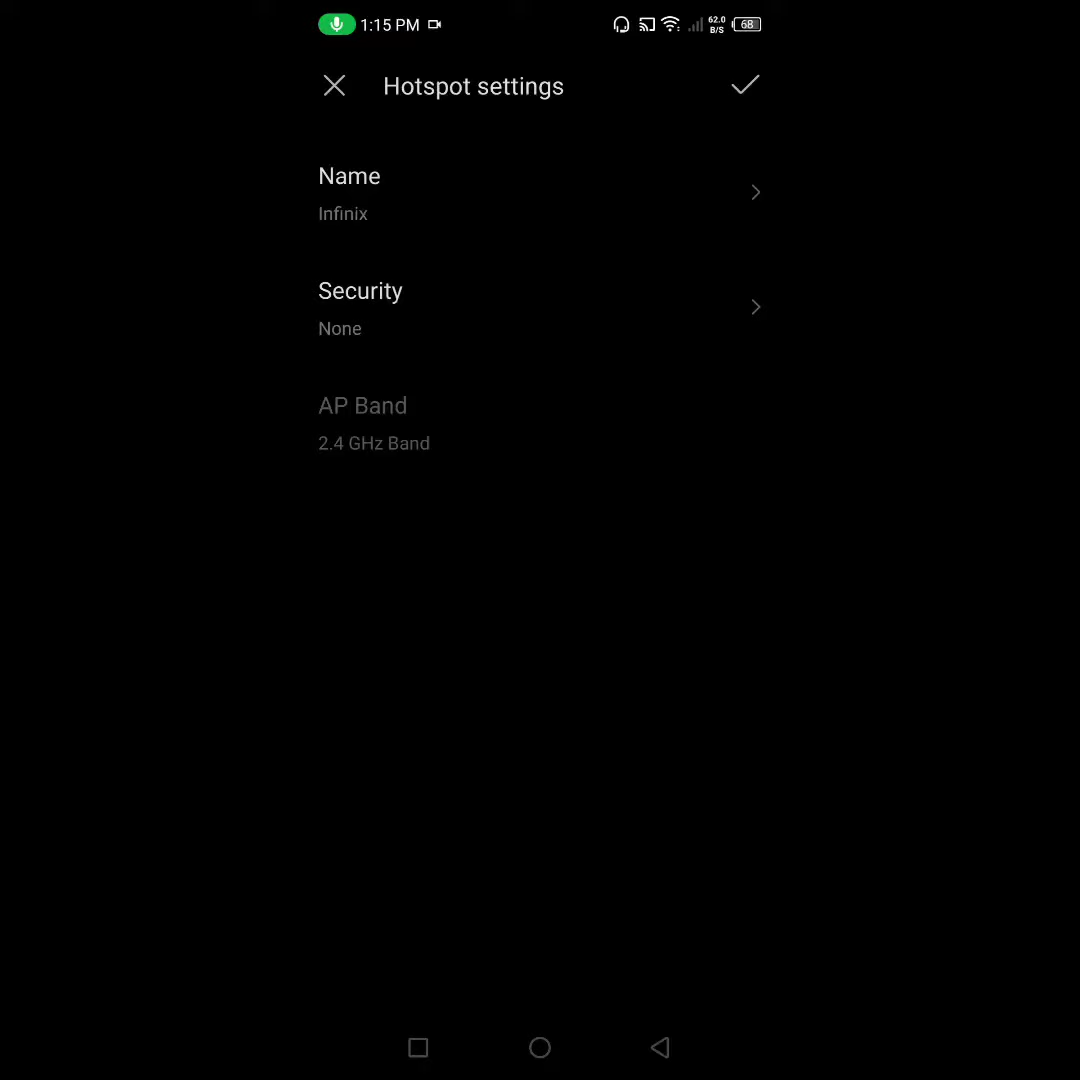 1:15 PM 62.0 B/S 68
Hotspot settings
Name
Infinix
Security
None
AP Band
2.4 GHz Band